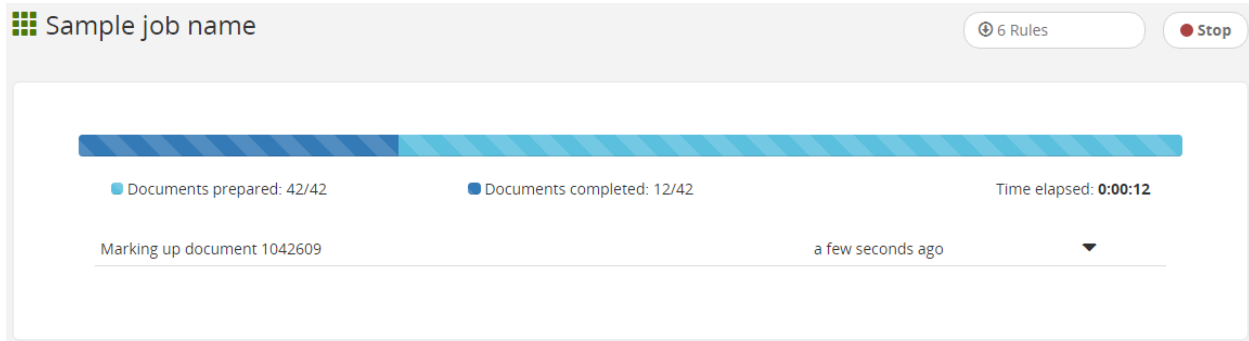 Sample job name
6 Rules
Stop
Documents prepared: 42/42
Documents completed: 12/42
Time elapsed: 0:00:12
Marking up document 1042609
a few seconds ago